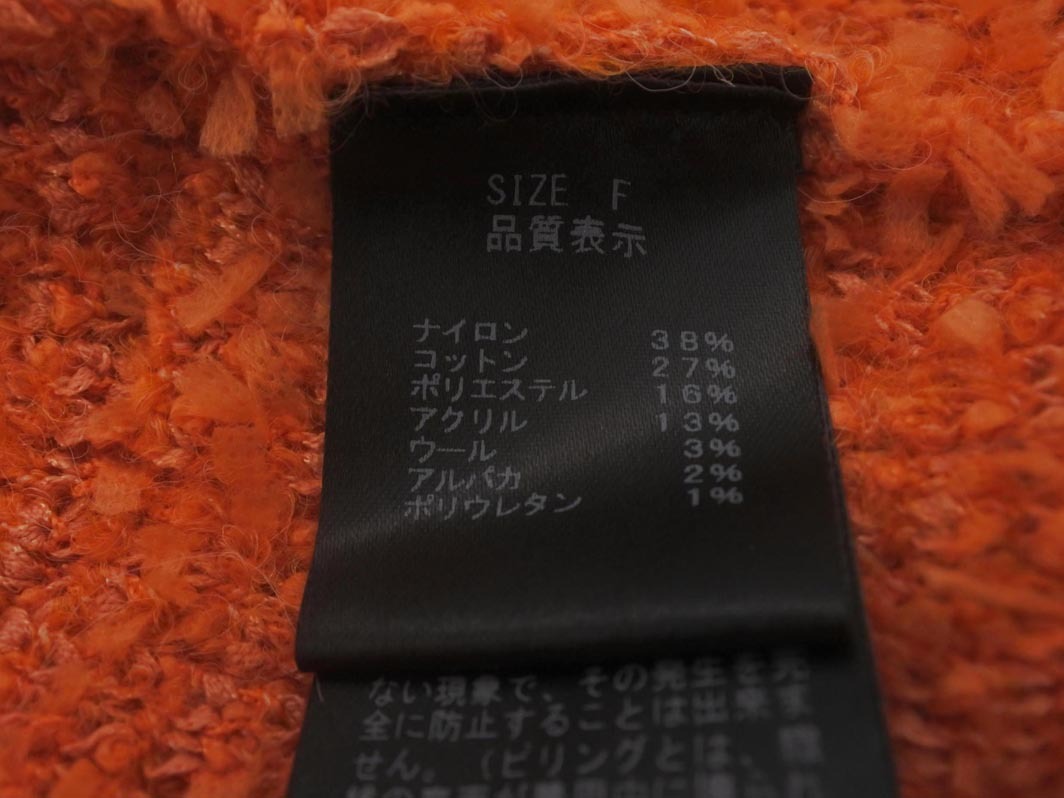 SIZE F
品質表示
ナイロン 38%
コットン 27%
ポリエステル 16%
アクリル 13%
ウール 3%
アルパカ 2%
ポリウレタン 1%
ない現象で、その発生を完
全に防止することは出来ま
せん。(ピリングとは、